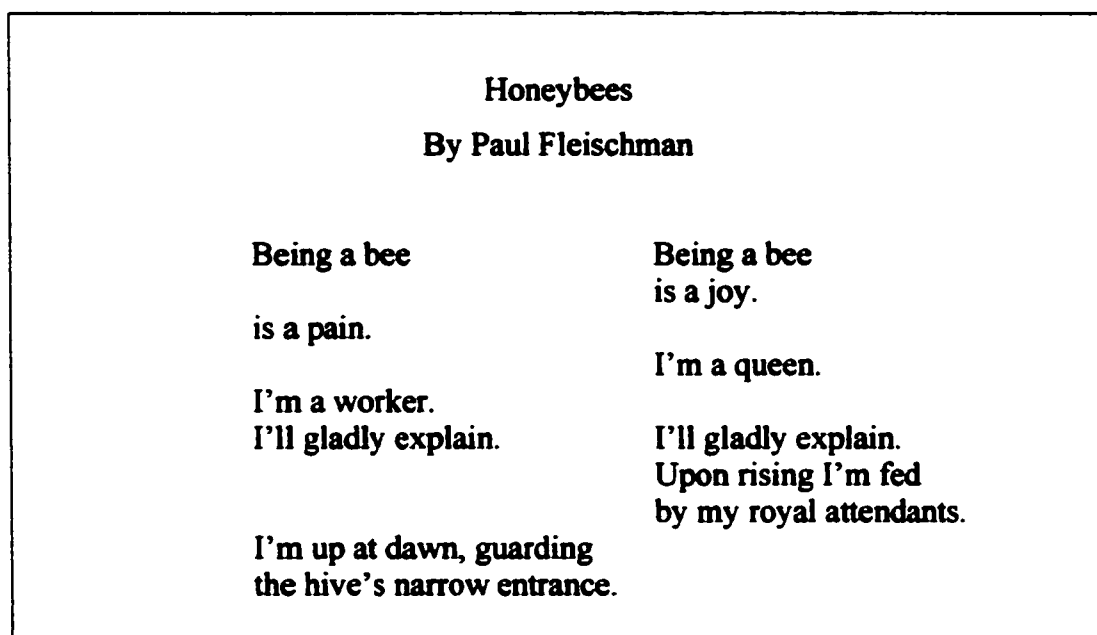 Honeybees
By Paul Fleischman
Being a bee Being a bee
is a joy.
is a pain.
I'm a queen.
I'm a worker.
I'll gladly explain. I'll gladly explain.
Upon rising I'm fed
by my royal attendants.
I'm up at dawn, guarding
the hive's narrow entrance.